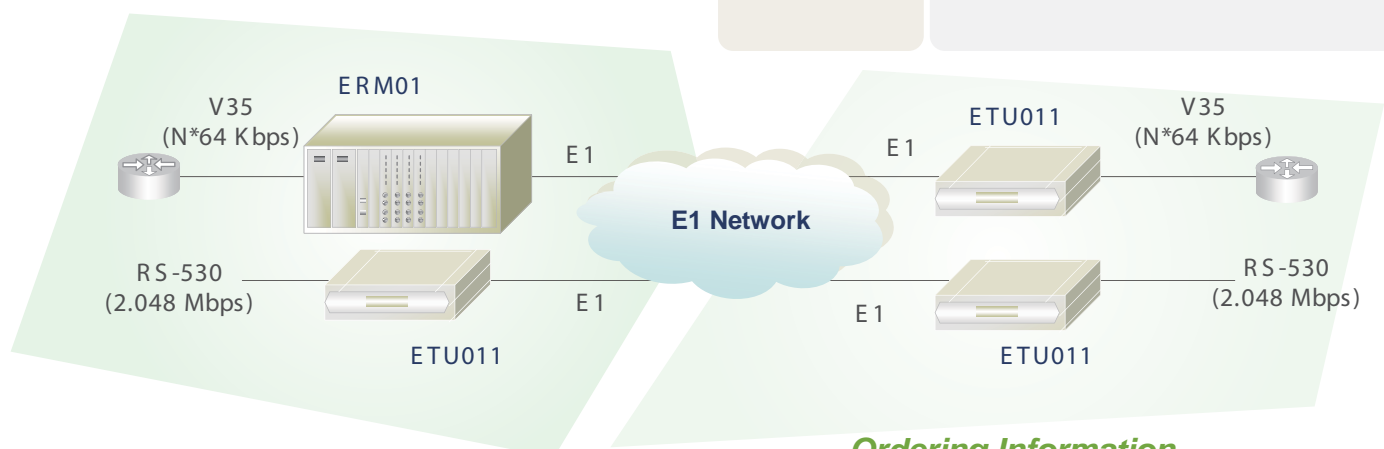 ERM01
V35
(N*64 Kbps)
E1
ETU011
E1
V35
(N*64 Kbps)
E1 Network
RS-530
(2.048 Mbps)
E1
ETU011
E1
ETU011
RS-530
(2.048 Mbps)
Ordering Information